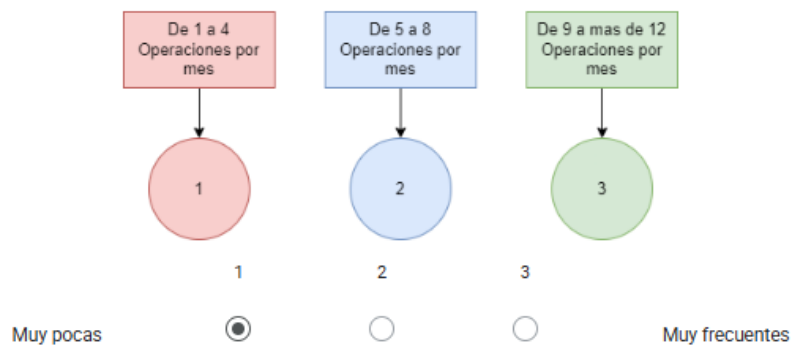 De 1 a 4
Operaciones por
mes
De 5 a 8
Operaciones por
mes
De 9 a mas de 12
Operaciones por
mes
1
2
3
1
2
3
Muy pocas
Muy frecuentes